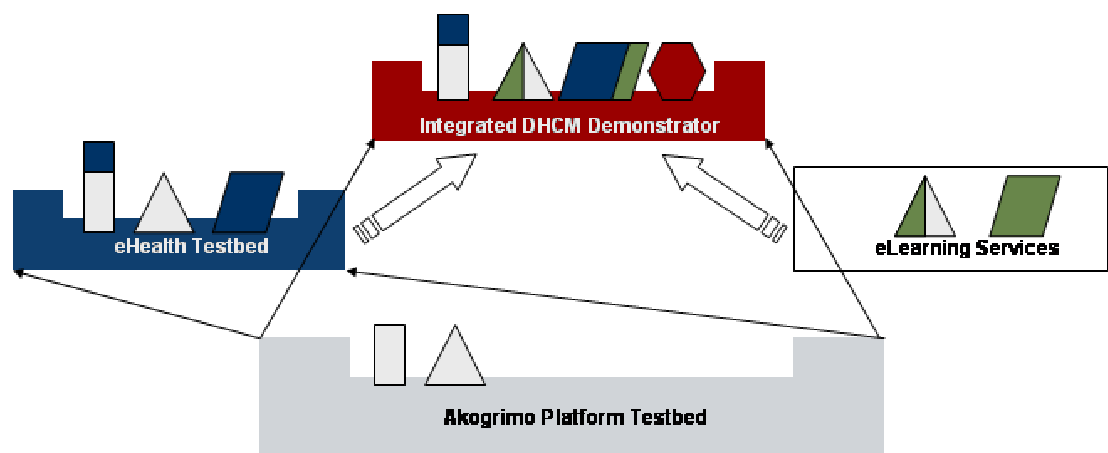 Integrated DHCM Demonstrator
eHealth Testbed
eLearning Services
Akogrimo Platform Testbed